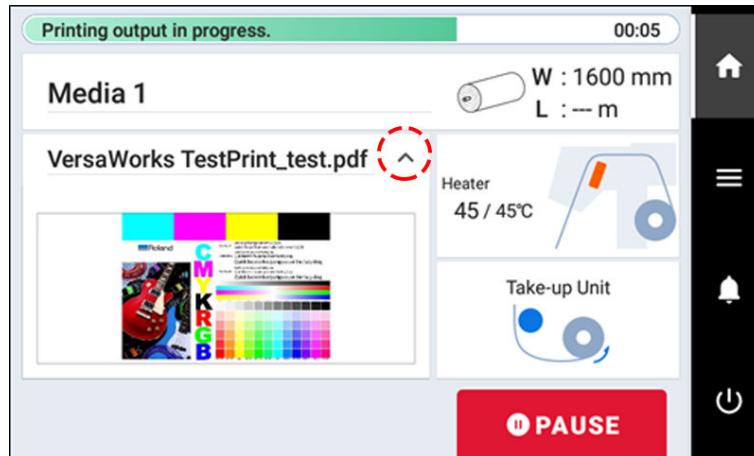 Printing output in progress.
00:05
Media 1
W : 1600 mm
L : --- m
VersaWorks TestPrint_test.pdf
Heater
45 / 45℃
Roland
C
M
Y
K
R
G
B
Take-up Unit
PAUSE